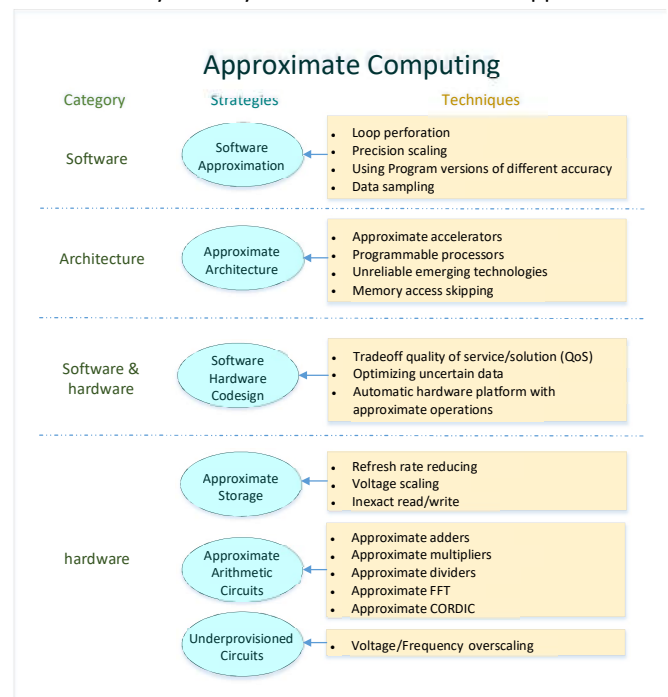 Approximate Computing
Category Strategies Techniques
Software
Software
Approximation
• Loop perforation
• Precision scaling
• Using Program versions of different accuracy
• Data sampling
Architecture
Approximate
Architecture
• Approximate accelerators
• Programmable processors
• Unreliable emerging technologies
• Memory access skipping
Software &
hardware
Software
Hardware
Codesign
• Tradeoff quality of service/solution (QoS)
• Optimizing uncertain data
• Automatic hardware platform with
approximate operations
hardware
Approximate
Storage
• Refresh rate reducing
• Voltage scaling
• Inexact read/write
Approximate
Arithmetic
Circuits
• Approximate adders
• Approximate multipliers
• Approximate dividers
• Approximate FFT
• Approximate CORDIC
Underprovisioned
Circuits
• Voltage/Frequency overscaling